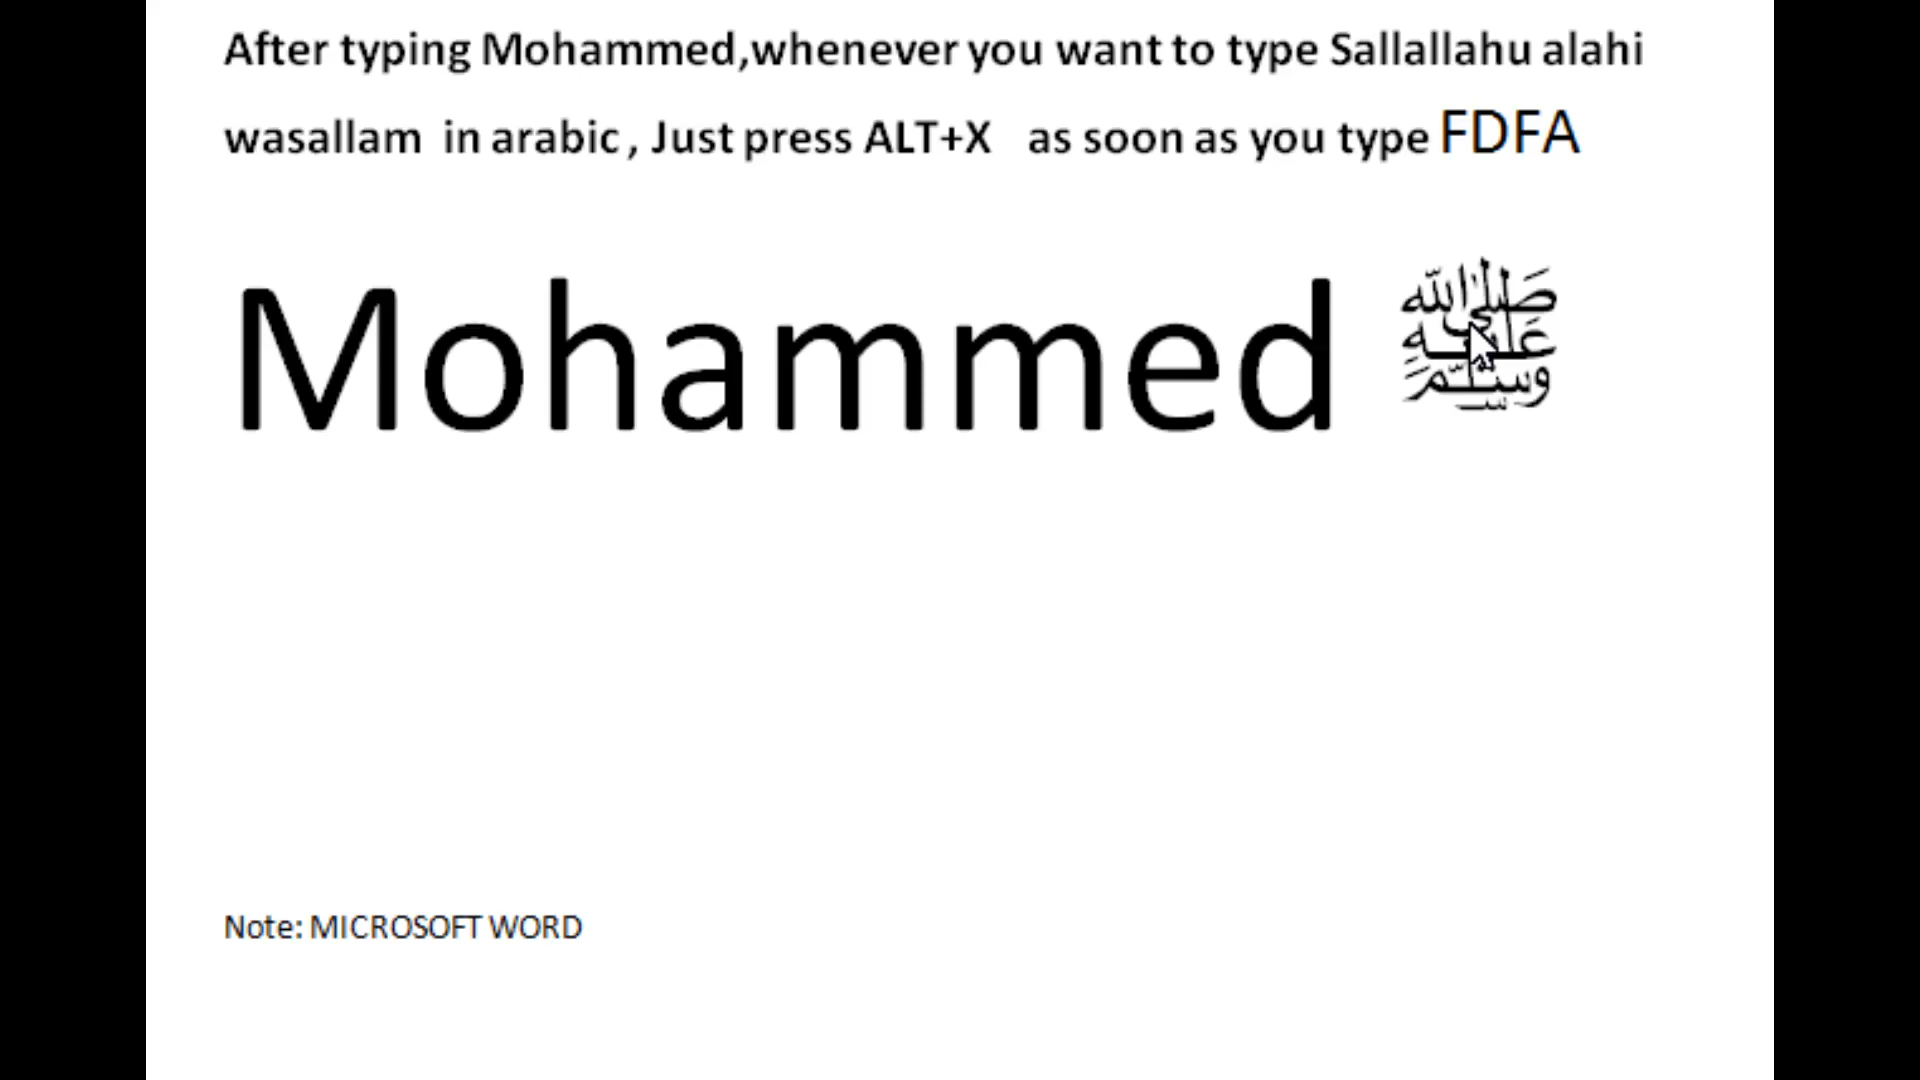 After typing Mohammed,whenever you want to type Sallallahu alahi
wasallam in arabic , Just press ALT+X as soon as you type FDFA
Mohammed ﷺ
Note: MICROSOFT WORD